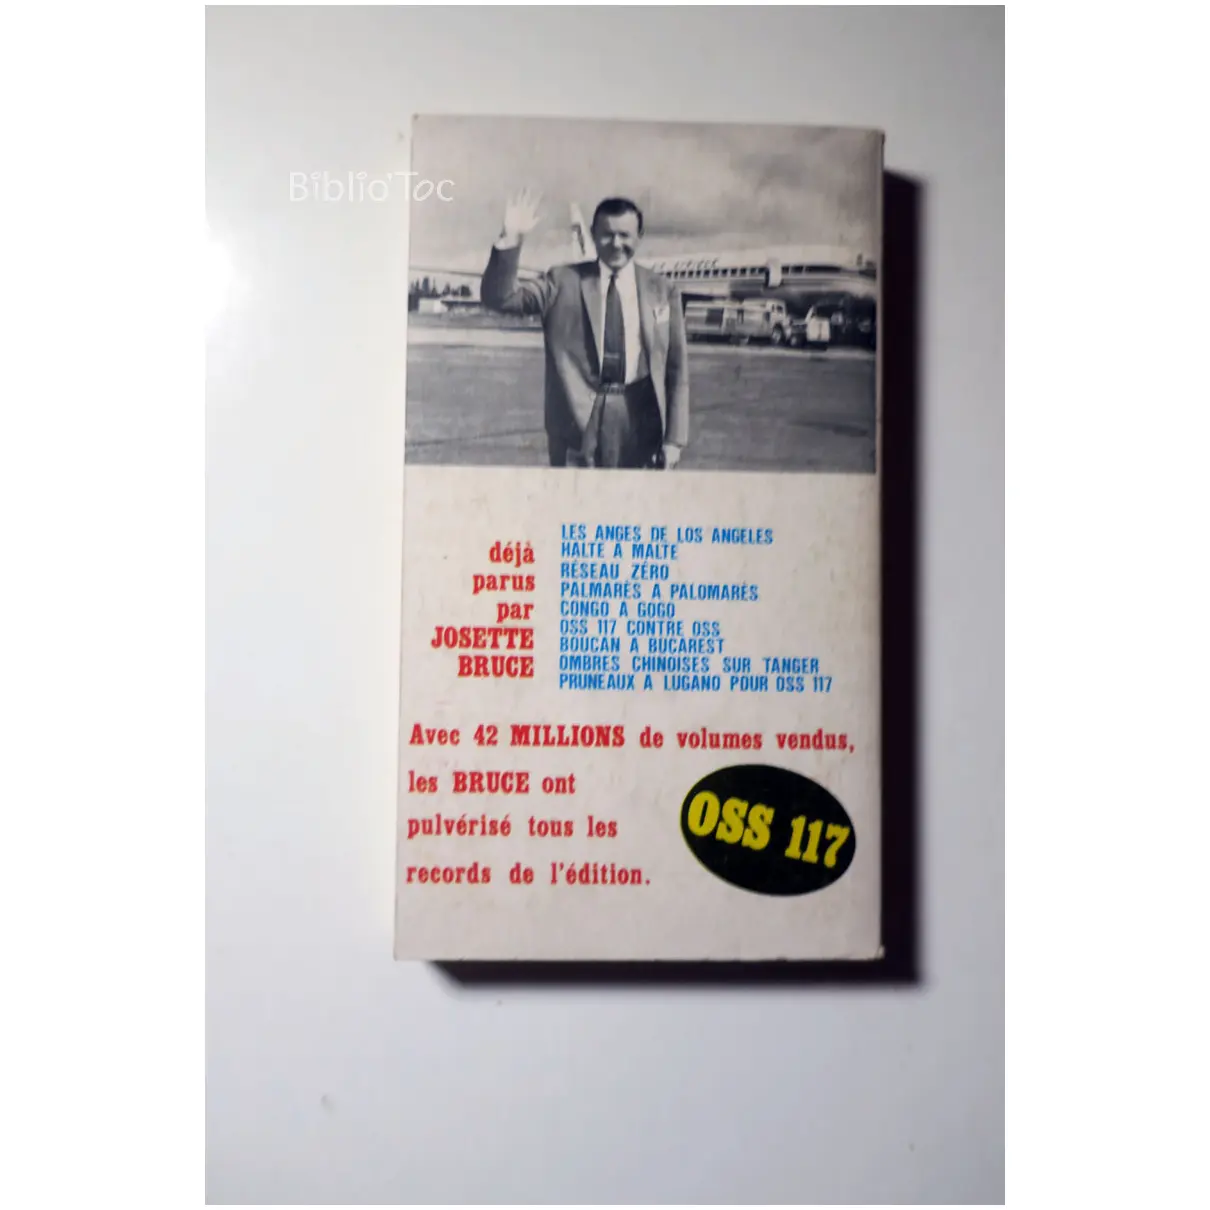 Biblio'Toc
déjà
parus
par
JOSETTE
BRUCE
LES ANGES DE LOS ANGELES
HALTE A MALTE
RÉSEAU ZÉRO
PALMARÈS A PALOMARÈS
CONGO A GOGO
OSS 117 CONTRE OSS
BOUCAN A BUCAREST
OMBRES CHINOISES SUR TANGER
PRUNEAUX A LUGANO POUR OSS 117
Avec 42 MILLIONS de volumes vendus,
les BRUCE ont
pulvérisé tous les
records de l'édition.
OSS 117